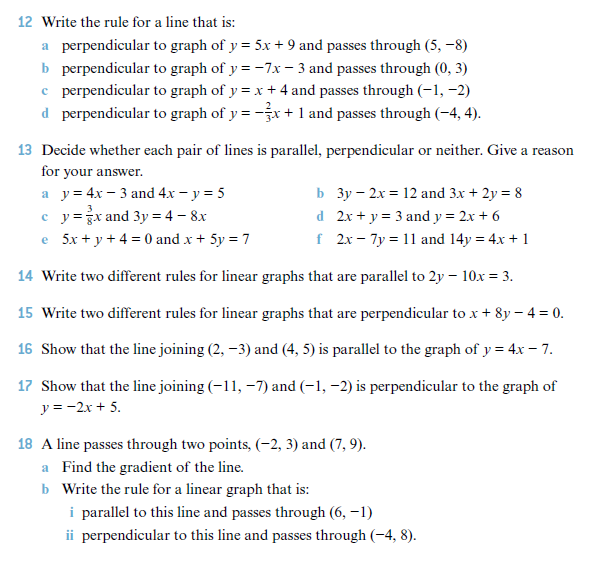 12 Write the rule for a line that is:
a perpendicular to graph of y = 5x + 9 and passes through (5, −8)
b perpendicular to graph of y = −7x − 3 and passes through (0, 3)
c perpendicular to graph of y = x + 4 and passes through (−1, −2)
d perpendicular to graph of y = −2/3x + 1 and passes through (−4, 4).
13 Decide whether each pair of lines is parallel, perpendicular or neither. Give a reason
for your answer.
a y = 4x − 3 and 4x − y = 5 b 3y − 2x = 12 and 3x + 2y = 8
c y = 3/8x and 3y = 4 − 8x d 2x + y = 3 and y = 2x + 6
e 5x + y + 4 = 0 and x + 5y = 7 f 2x − 7y = 11 and 14y = 4x + 1
14 Write two different rules for linear graphs that are parallel to 2y − 10x = 3.
15 Write two different rules for linear graphs that are perpendicular to x + 8y − 4 = 0.
16 Show that the line joining (2, −3) and (4, 5) is parallel to the graph of y = 4x − 7.
17 Show that the line joining (−11, −7) and (−1, −2) is perpendicular to the graph of
y = −2x + 5.
18 A line passes through two points, (−2, 3) and (7, 9).
a Find the gradient of the line.
b Write the rule for a linear graph that is:
i parallel to this line and passes through (6, −1)
ii perpendicular to this line and passes through (−4, 8).